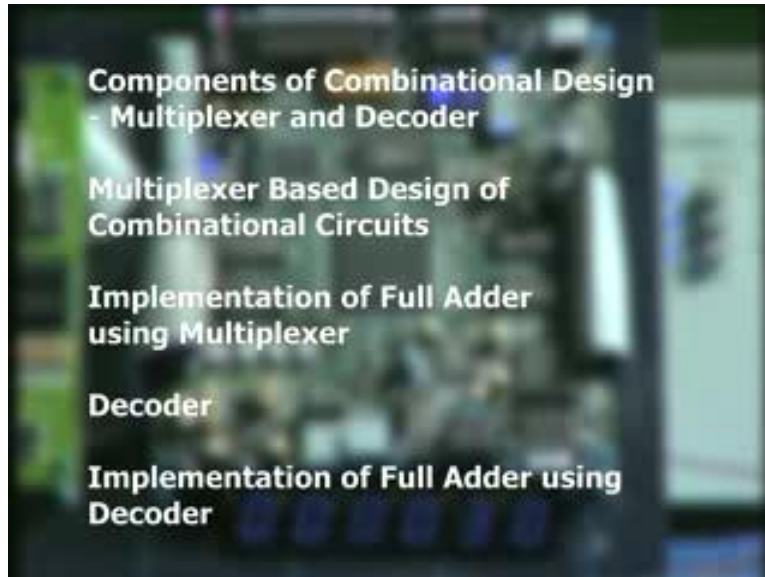 Components of Combinational Design
- Multiplexer and Decoder
Multiplexer Based Design of
Combinational Circuits
Implementation of Full Adder
using Multiplexer
Decoder
Implementation of Full Adder using
Decoder